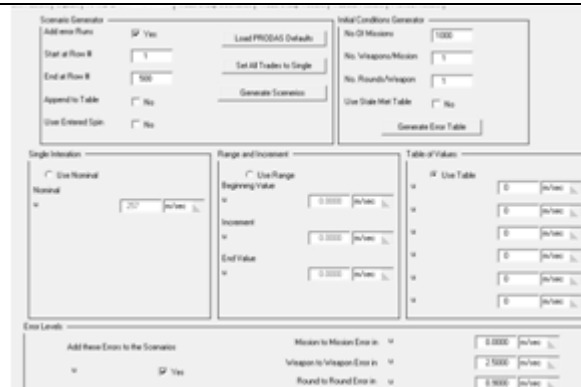 Scenario Generator
Add error Runs Yes
Start at Row # 1
End at Row # 500
Append to Table No
Use Entered Spin No
Load PRODAS Defaults
Set All Trades to Single
Generate Scenarios
Initial Conditions Generator
No Of Missions 1000
No. Weapons/Mission 1
No. Rounds/Weapon 1
Use Stale Met Table No
Generate Error Table
Single Interation
Use Nominal
Nominal
m/sec
Range and Increment
Use Range
Beginning Value
0.0000 m/sec
Increment
0.0000 m/sec
End Value
0.0000 m/sec
Table of Values
Use Table
0 m/sec
0 m/sec
0 m/sec
0 m/sec
0 m/sec
0 m/sec
Error Levels
Add these Errors to the Scenarios
Yes
Mission to Mission Error in 0.0000 m/sec
Weapon to Weapon Error in 2.5000 m/sec
Round to Round Error in 0.9000 m/sec